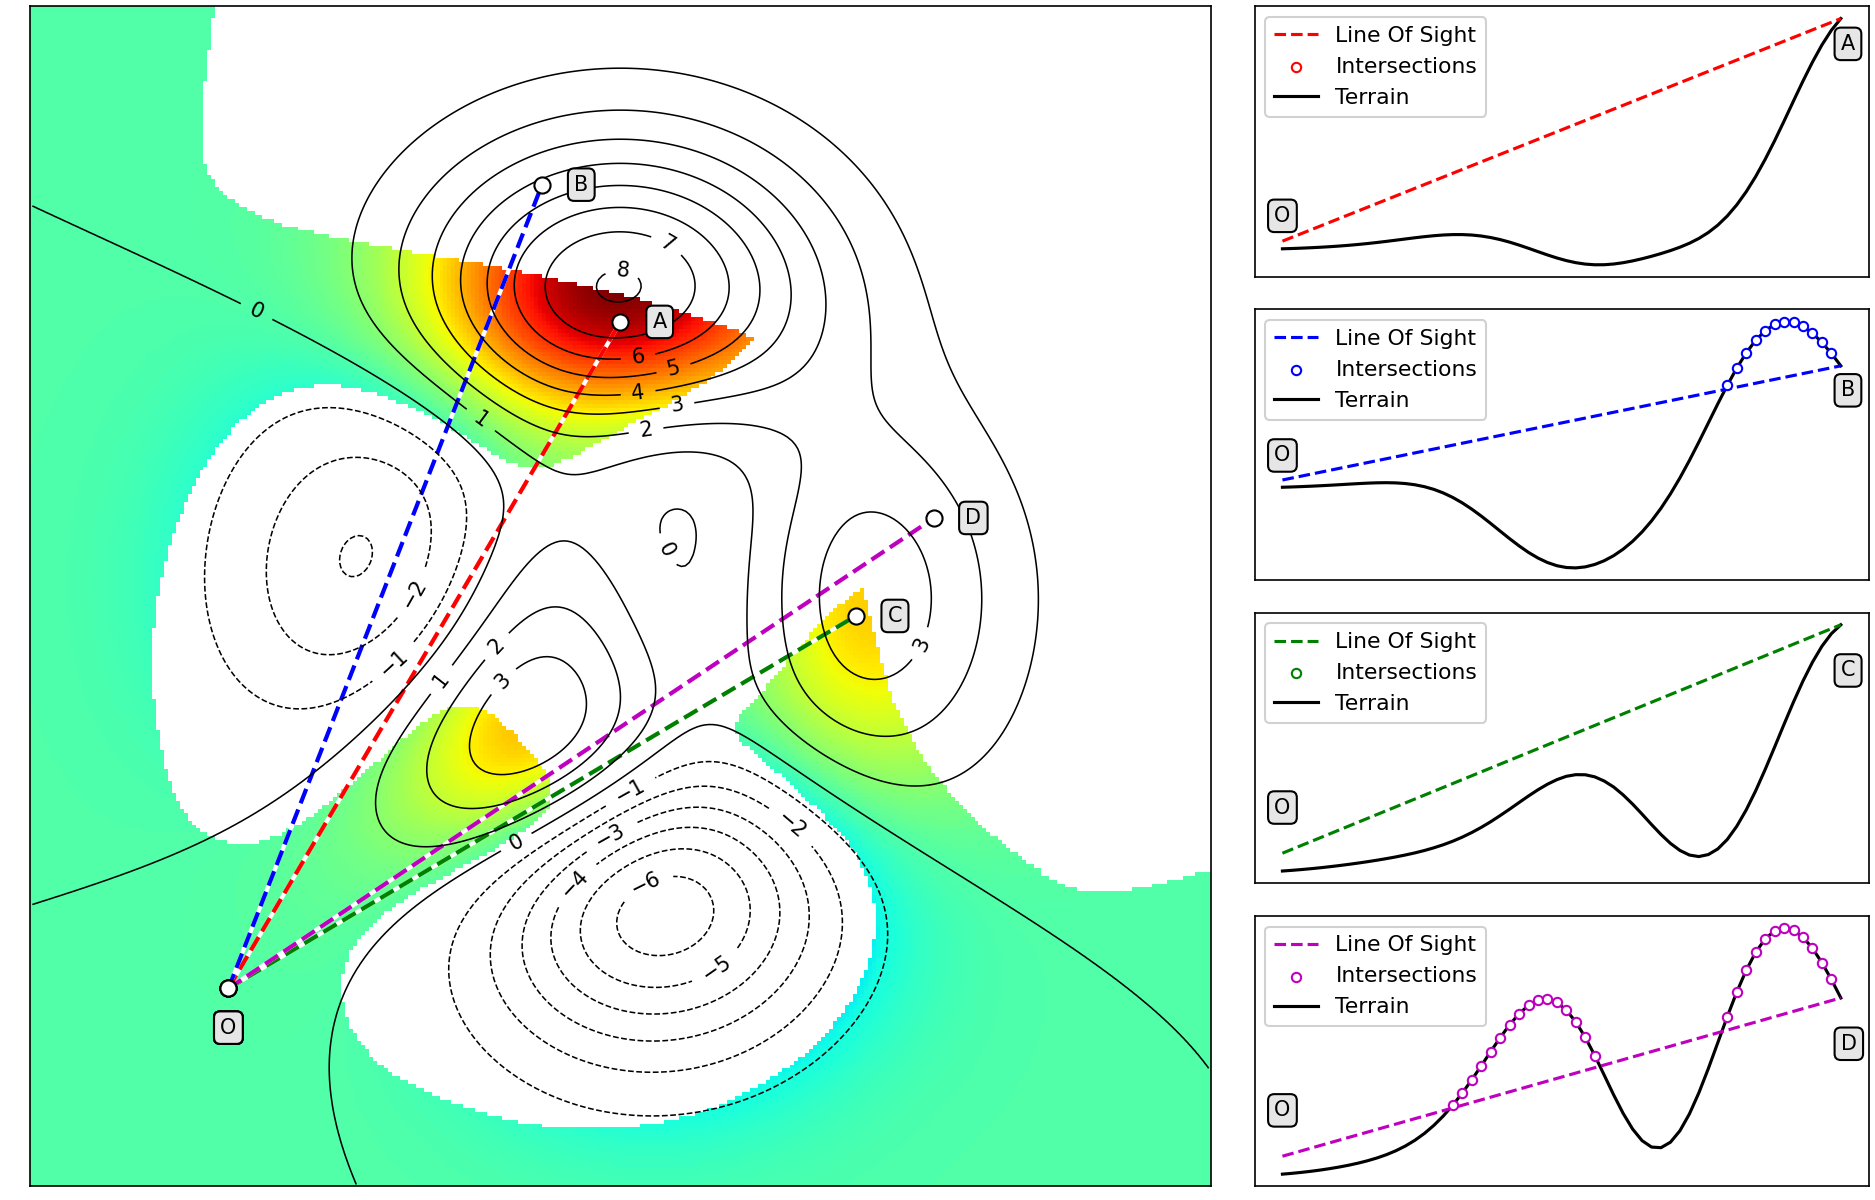 B
7
8
0
A
6
5
4
3
1
2
D
0
−2
C
2
−1
3
1
3
−1
−2
−3
0
−4
−6
−5
O
Line Of Sight
Intersections
Terrain
A
O
Line Of Sight
Intersections
Terrain
B
O
Line Of Sight
Intersections
Terrain
C
O
Line Of Sight
Intersections
Terrain
D
O